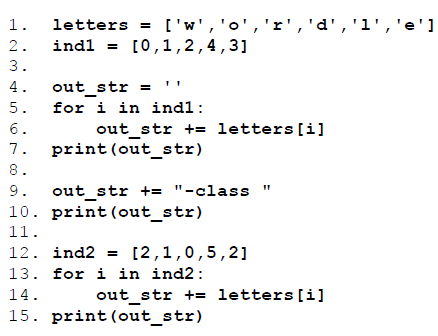 1. letters = ['w','o','r','d','l','e']
2. ind1 = [0,1,2,4,3]
3.
4. out_str = ''
5. for i in ind1:
6.     out_str += letters[i]
7. print(out_str)
8.
9. out_str += "-class "
10. print(out_str)
11.
12. ind2 = [2,1,0,5,2]
13. for i in ind2:
14.     out_str += letters[i]
15. print(out_str)